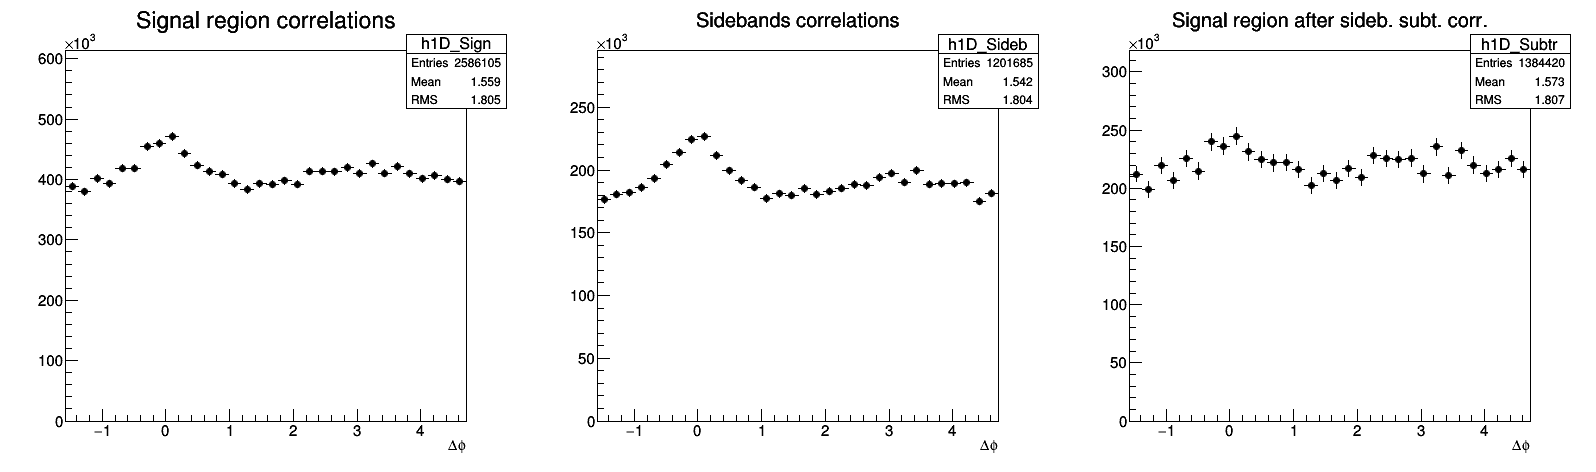 Signal region correlations
×10³
h1D_Sign
Entries 2586105
Mean 1.559
RMS 1.805
600
500
400
300
200
100
0
−1 0 1 2 3 4
Δφ
Sidebands correlations
×10³
h1D_Sideb
Entries 1201685
Mean 1.542
RMS 1.804
250
200
150
100
50
0
−1 0 1 2 3 4
Δφ
Signal region after sideb. subt. corr.
×10³
h1D_Subtr
Entries 1384420
Mean 1.573
RMS 1.807
300
250
200
150
100
50
0
−1 0 1 2 3 4
Δφ